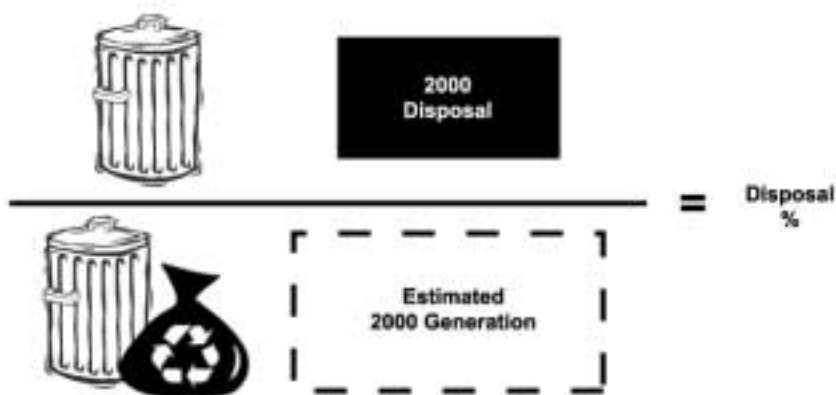 2000
Disposal
=
Disposal
%
Estimated
2000 Generation